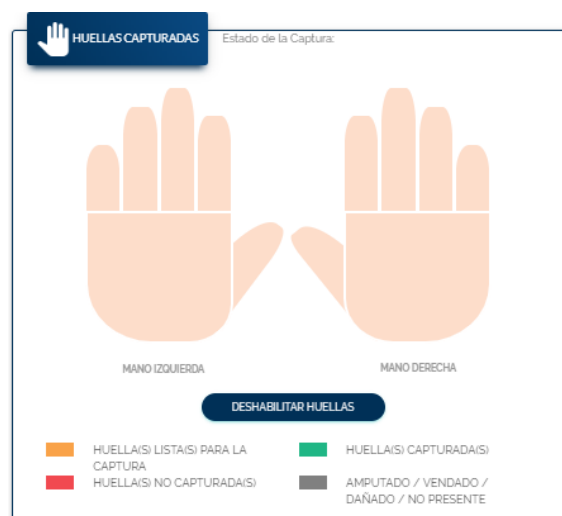 HUELLAS CAPTURADAS
Estado de la Captura:
MANO IZQUIERDA
MANO DERECHA
DESHABILITAR HUELLAS
HUELLA(S) LISTA(S) PARA LA
CAPTURA
HUELLA(S) CAPTURADA(S)
HUELLA(S) NO CAPTURADA(S)
AMPUTADO / VENDADO /
DAÑADO / NO PRESENTE